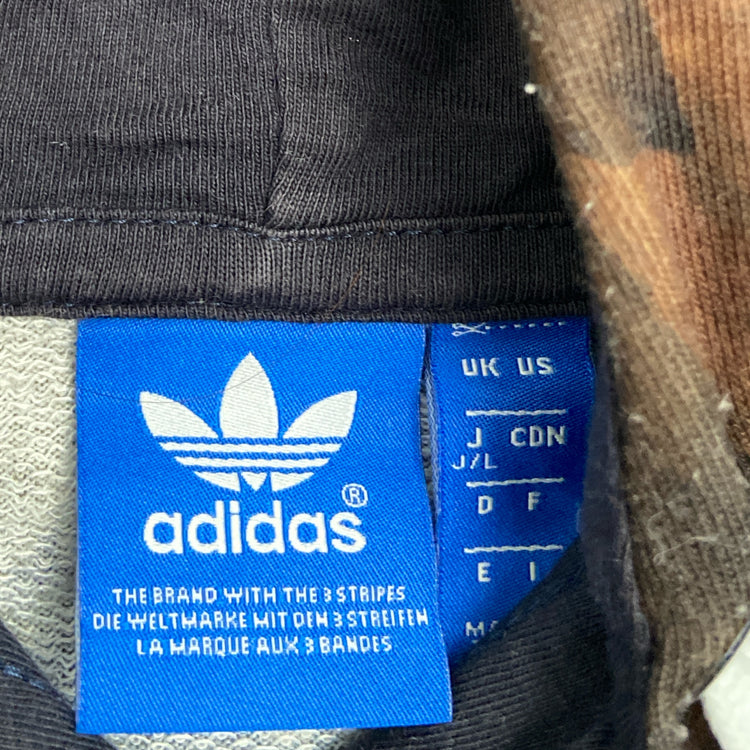 adidas®
THE BRAND WITH THE 3 STRIPES
DIE WELTMARKE MIT DEN 3 STREIFEN
LA MARQUE AUX 3 BANDES
UK US
J CDN
J/L
D F
E I